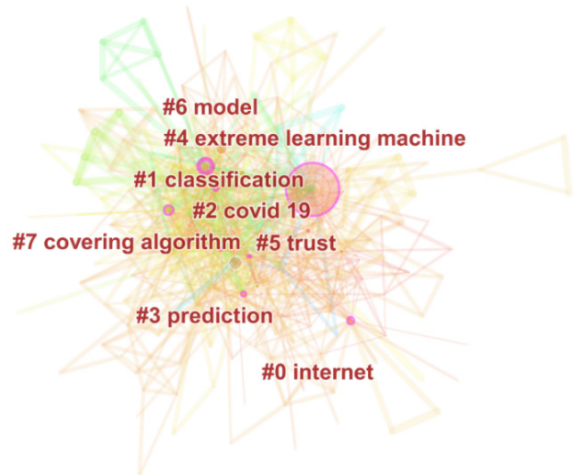 #6 model
#4 extreme learning machine
#1 classification
#2 covid 19
#7 covering algorithm
#5 trust
#3 prediction
#0 internet